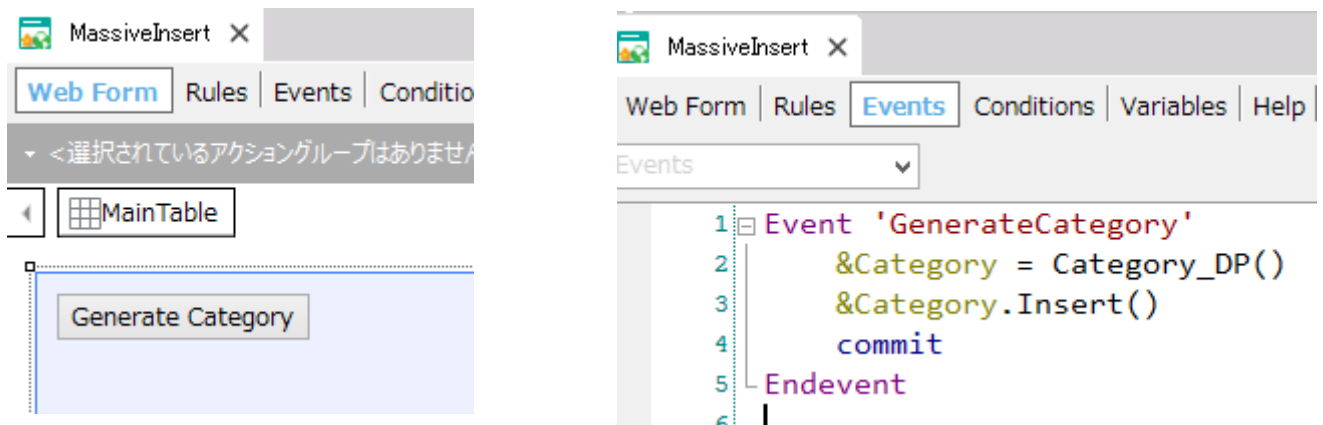 MassiveInsert
Web Form Rules Events Conditio
<選択されているアクショングループはありません
MainTable
Generate Category
MassiveInsert
Web Form Rules Events Conditions Variables Help
Events
1 Event 'GenerateCategory'
2 &Category = Category_DP()
3 &Category.Insert()
4 commit
5 Endevent
6